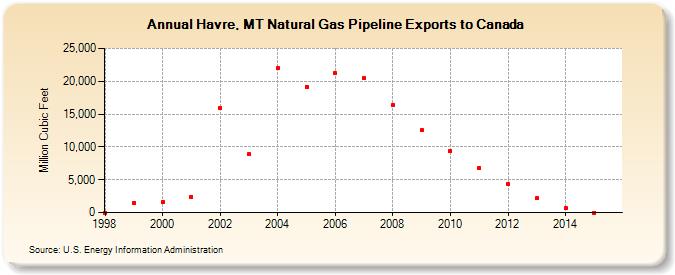 Annual Havre, MT Natural Gas Pipeline Exports to Canada
Million Cubic Feet
25,000
20,000
15,000
10,000
5,000
0
1998 2000 2002 2004 2006 2008 2010 2012 2014
Source: U.S. Energy Information Administration